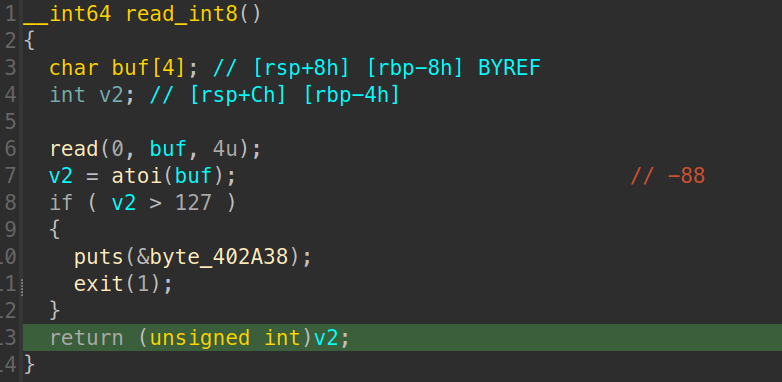 1 __int64 read_int8()
2 {
3   char buf[4]; // [rsp+8h] [rbp-8h] BYREF
4   int v2; // [rsp+Ch] [rbp-4h]
5
6   read(0, buf, 4u);
7   v2 = atoi(buf); // -88
8   if ( v2 > 127 )
9   {
10     puts(&byte_402A38);
11     exit(1);
12   }
13   return (unsigned int)v2;
14 }